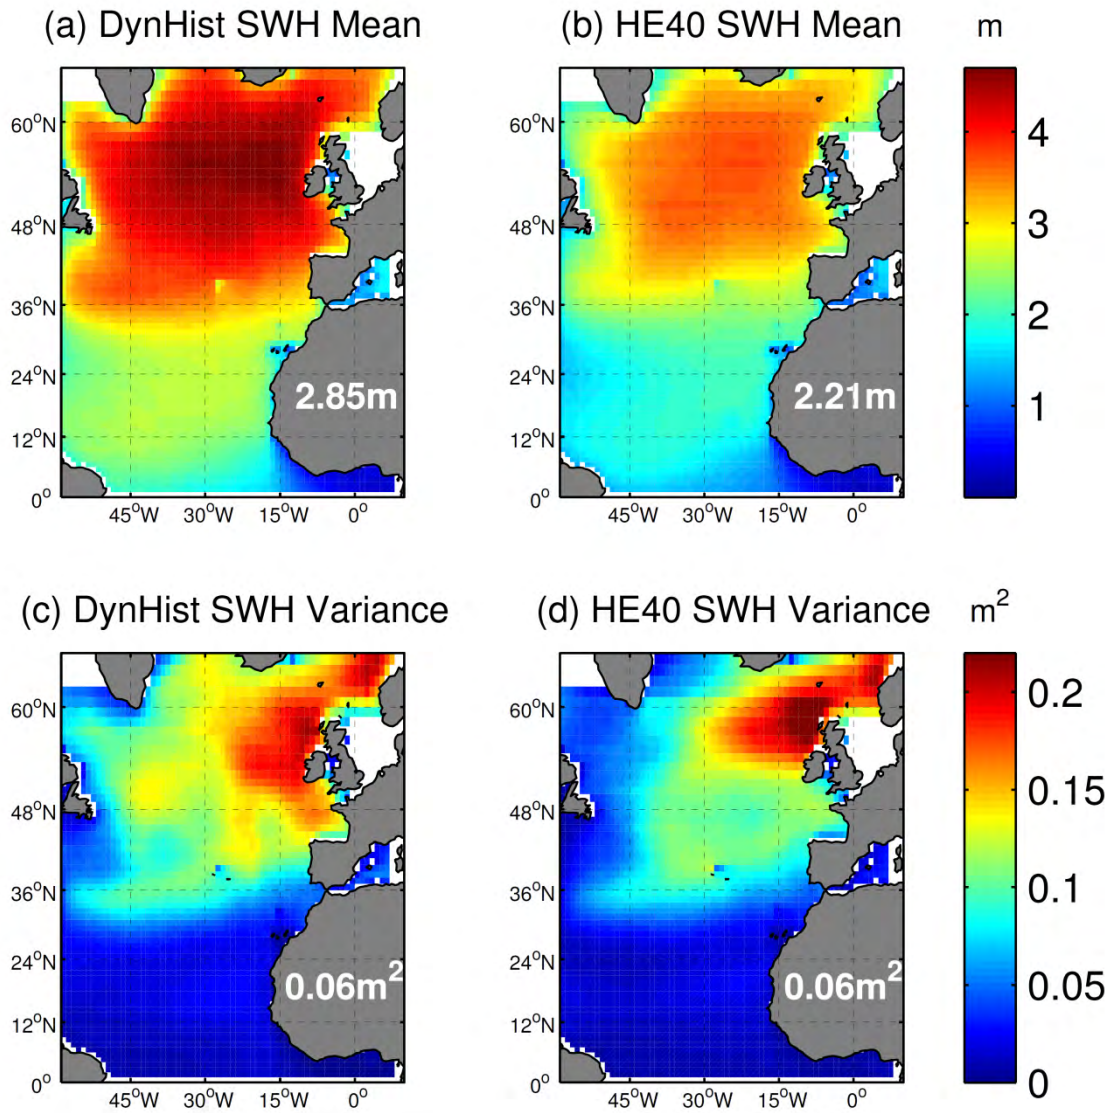 (a) DynHist SWH Mean
(b) HE40 SWH Mean
m
60°N
48°N
36°N
24°N
12°N
0°
45°W 30°W 15°W 0°
2.85m
60°N
48°N
36°N
24°N
12°N
0°
45°W 30°W 15°W 0°
2.21m
4
3
2
1
(c) DynHist SWH Variance
(d) HE40 SWH Variance
m²
60°N
48°N
36°N
24°N
12°N
0°
45°W 30°W 15°W 0°
0.06m²
60°N
48°N
36°N
24°N
12°N
0°
45°W 30°W 15°W 0°
0.06m²
0.2
0.15
0.1
0.05
0